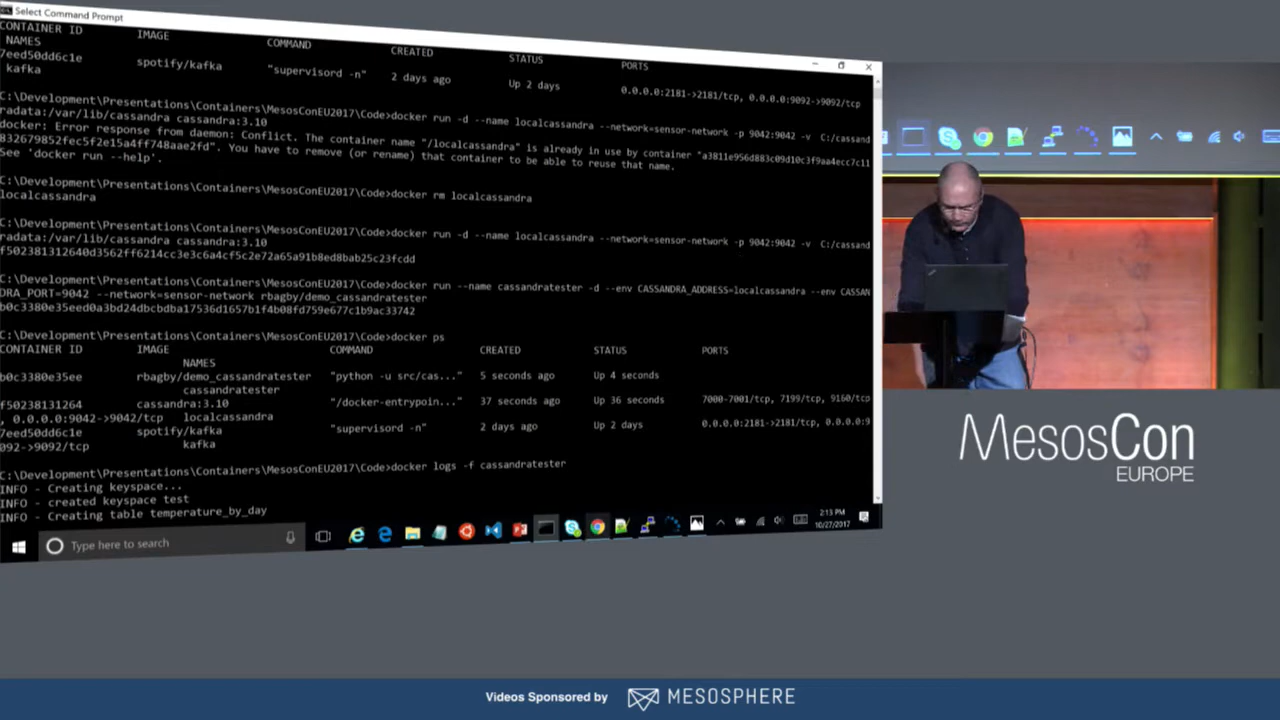 Select Command Prompt
CONTAINER ID IMAGE COMMAND CREATED STATUS PORTS
NAMES
7eed50dd6c1e spotify/kafka "supervisord -n" 2 days ago Up 2 days 0.0.0.0:2181->2181/tcp, 0.0.0.0:9092->9092/tcp
kafka
C:\Development\Presentations\Containers\MesosConEU2017\Code>docker run -d --name localcassandra --network=sensor-network -p 9042:9042 -v C:/cassand
radata:/var/lib/cassandra cassandra:3.10
docker: Error response from daemon: Conflict. The container name "/localcassandra" is already in use by container "a3811e956d883c09d10c3f9aa4ecc7c11
832679852fec5f2e15a4ff748aae2fd". You have to remove (or rename) that container to be able to reuse that name.
See 'docker run --help'.
C:\Development\Presentations\Containers\MesosConEU2017\Code>docker rm localcassandra
localcassandra
C:\Development\Presentations\Containers\MesosConEU2017\Code>docker run -d --name localcassandra --network=sensor-network -p 9042:9042 -v C:/cassand
radata:/var/lib/cassandra cassandra:3.10
f502381312640d3562ff6214cc3e3c6a4cf5c2e72a65a91b8ed8bab25c23fcdd
C:\Development\Presentations\Containers\MesosConEU2017\Code>docker run --name cassandratester -d --env CASSANDRA_ADDRESS=localcassandra --env CASSAN
DRA_PORT=9042 --network=sensor-network rbagby/demo_cassandratester
b0c3380e35eed0a3bd24dbcbdba17536d1657b1f4b08fd759e677c1b9ac33742
C:\Development\Presentations\Containers\MesosConEU2017\Code>docker ps
CONTAINER ID IMAGE COMMAND CREATED STATUS PORTS
NAMES
b0c3380e35ee rbagby/demo_cassandratester "python -u src/cas..." 5 seconds ago Up 4 seconds
cassandratester
f50238131264 cassandra:3.10 "/docker-entrypoin..." 37 seconds ago Up 36 seconds 7000-7001/tcp, 7199/tcp, 9160/tcp
, 0.0.0.0:9042->9042/tcp localcassandra
7eed50dd6c1e spotify/kafka "supervisord -n" 2 days ago Up 2 days 0.0.0.0:2181->2181/tcp, 0.0.0.0:9
092->9092/tcp kafka
C:\Development\Presentations\Containers\MesosConEU2017\Code>docker logs -f cassandratester
INFO - Creating keyspace...
INFO - created keyspace test
INFO - Creating table temperature_by_day
Type here to search
2:13 PM
10/27/2017
MesosCon
EUROPE
Videos Sponsored by MESOSPHERE